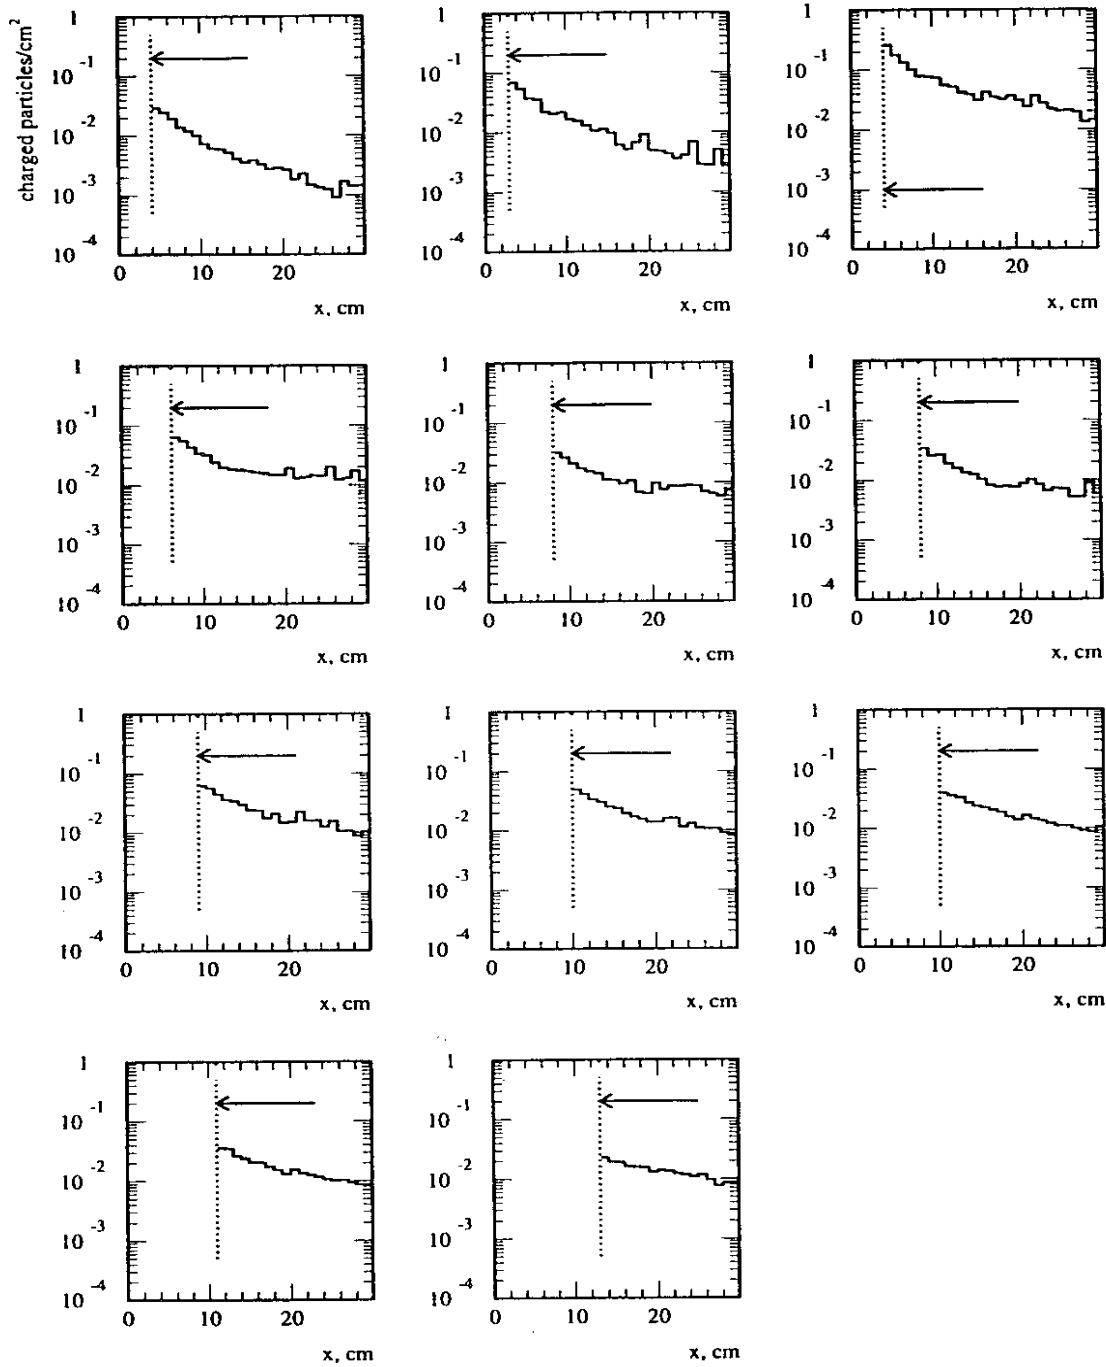 charged particles/cm²
1 1 1
10⁻¹ 10⁻¹ 10⁻¹
10⁻² 10⁻² 10⁻²
10⁻³ 10⁻³ 10⁻³
10⁻⁴ 10⁻⁴ 10⁻⁴
0 10 20 0 10 20 0 10 20
x, cm x, cm x, cm
1 1 1
10⁻¹ 10⁻¹ 10⁻¹
10⁻² 10⁻² 10⁻²
10⁻³ 10⁻³ 10⁻³
10⁻⁴ 10⁻⁴ 10⁻⁴
0 10 20 0 10 20 0 10 20
x, cm x, cm x, cm
1 1 1
10⁻¹ 10⁻¹ 10⁻¹
10⁻² 10⁻² 10⁻²
10⁻³ 10⁻³ 10⁻³
10⁻⁴ 10⁻⁴ 10⁻⁴
0 10 20 0 10 20 0 10 20
x, cm x, cm x, cm
1 1
10⁻¹ 10⁻¹
10⁻² 10⁻²
10⁻³ 10⁻³
10⁻⁴ 10⁻⁴
0 10 20 0 10 20
x, cm x, cm